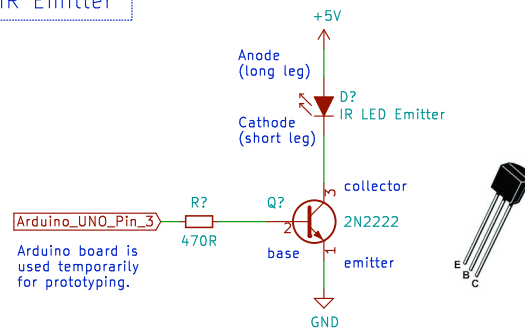 IR Emitter
+5V
Anode
(long leg)
D?
IR LED Emitter
Cathode
(short leg)
3
collector
R?
Q?
Arduino_UNO_Pin_3
2
2N2222
470R
base
1
emitter
Arduino board is
used temporarily
for prototyping.
GND
E
B
C